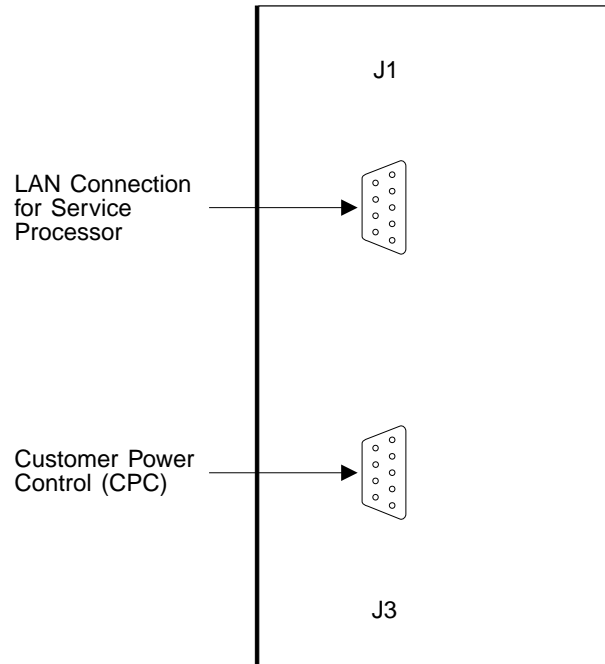 J1
LAN Connection
for Service
Processor
Customer Power
Control (CPC)
J3